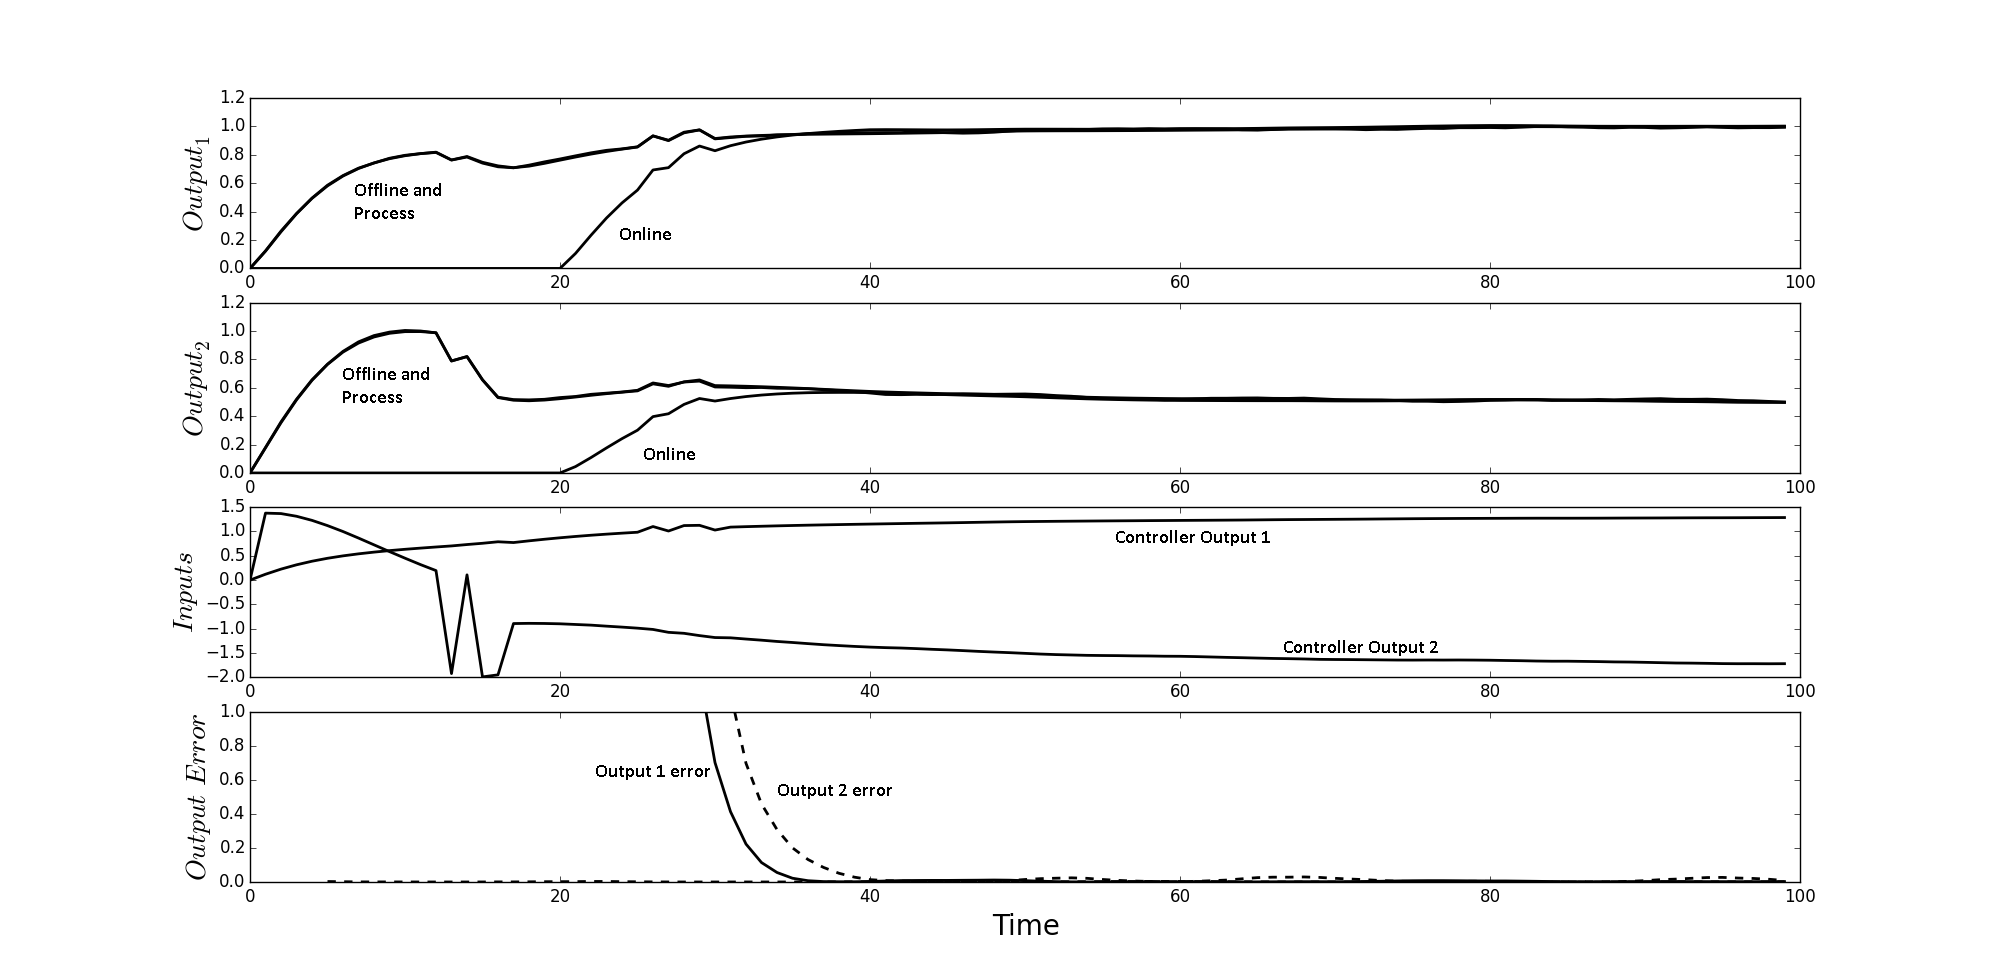 1.2
1.0
0.8
0.6
0.4
0.2
0.0
Output1
Offline and
Process
Online
0 20 40 60 80 100
1.2
1.0
0.8
0.6
0.4
0.2
0.0
Output2
Offline and
Process
Online
0 20 40 60 80 100
1.5
1.0
0.5
0.0
−0.5
−1.0
−1.5
−2.0
Inputs
Controller Output 1
Controller Output 2
0 20 40 60 80 100
1.0
0.8
0.6
0.4
0.2
0.0
Output Error
Output 1 error
Output 2 error
0 20 40 60 80 100
Time